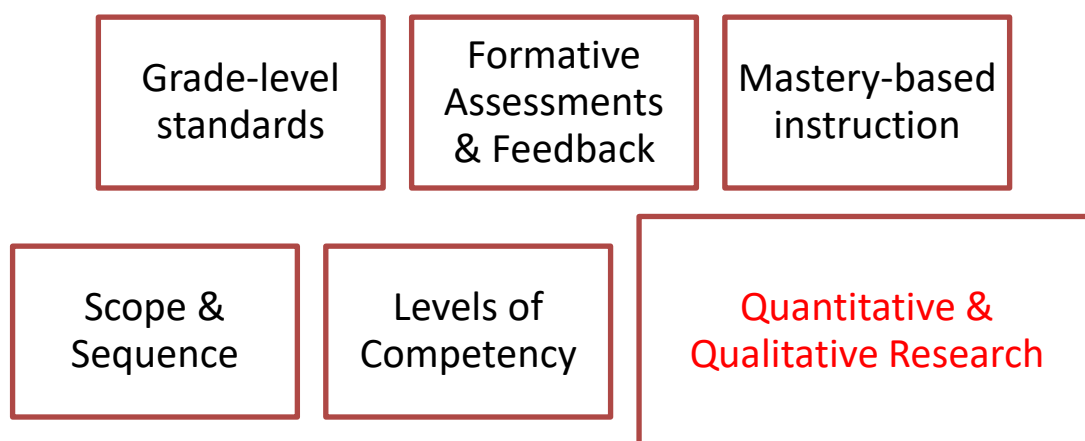 Grade-level
standards
Formative
Assessments
& Feedback
Mastery-based
instruction
Scope &
Sequence
Levels of
Competency
Quantitative &
Qualitative Research